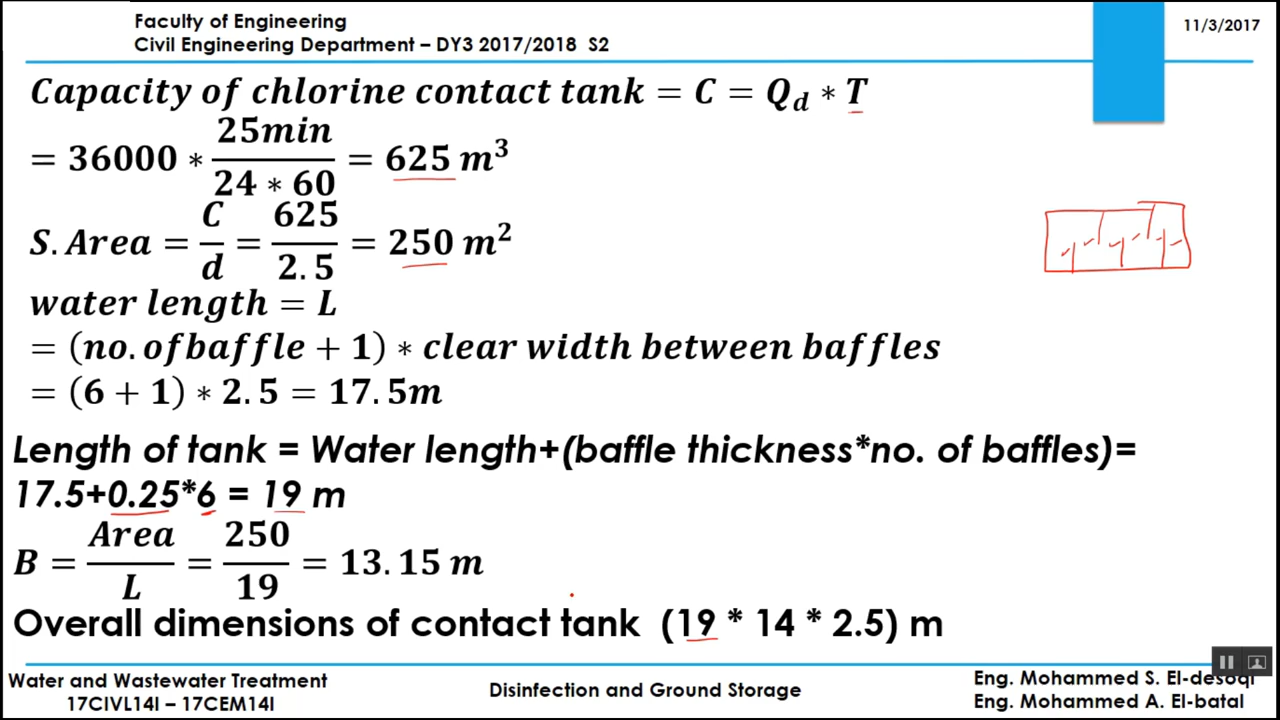 Faculty of Engineering
Civil Engineering Department – DY3 2017/2018 S2
11/3/2017
Capacity of chlorine contact tank = C = Q_d * T
= 36000 * 25min / 24 * 60 = 625 m³
S. Area = C / d = 625 / 2.5 = 250 m²
water length = L
= (no. of baffle + 1) * clear width between baffles
= (6 + 1) * 2.5 = 17.5m
Length of tank = Water length+(baffle thickness*no. of baffles)=
17.5+0.25*6 = 19 m
B = Area / L = 250 / 19 = 13.15 m
Overall dimensions of contact tank (19 * 14 * 2.5) m
Water and Wastewater Treatment
17CIVL14I – 17CEM14I
Disinfection and Ground Storage
Eng. Mohammed S. El-desoqi
Eng. Mohammed A. El-batal